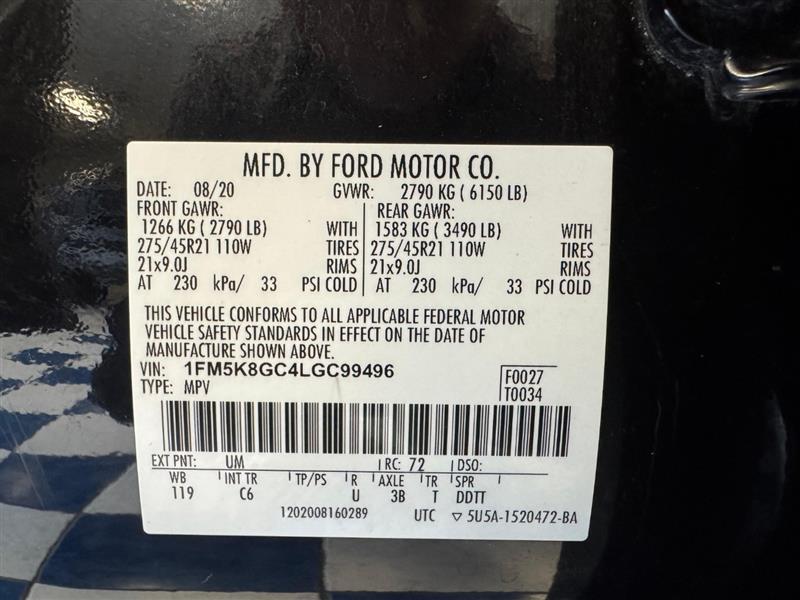 MFD. BY FORD MOTOR CO.
DATE: 08/20 GVWR: 2790 KG ( 6150 LB)
FRONT GAWR: REAR GAWR:
1266 KG ( 2790 LB) WITH 1583 KG ( 3490 LB) WITH
275/45R21 110W TIRES 275/45R21 110W TIRES
21x9.0J RIMS 21x9.0J RIMS
AT 230 kPa/ 33 PSI COLD AT 230 kPa/ 33 PSI COLD
THIS VEHICLE CONFORMS TO ALL APPLICABLE FEDERAL MOTOR
VEHICLE SAFETY STANDARDS IN EFFECT ON THE DATE OF
MANUFACTURE SHOWN ABOVE.
VIN: 1FM5K8GC4LGC99496 F0027
TYPE: MPV T0034
EXT PNT: UM RC: 72 DSO:
WB INT TR TP/PS R AXLE TR SPR
119 C6 U 3B T DDTT
1202008160289 UTC ▽ 5U5A-1520472-BA